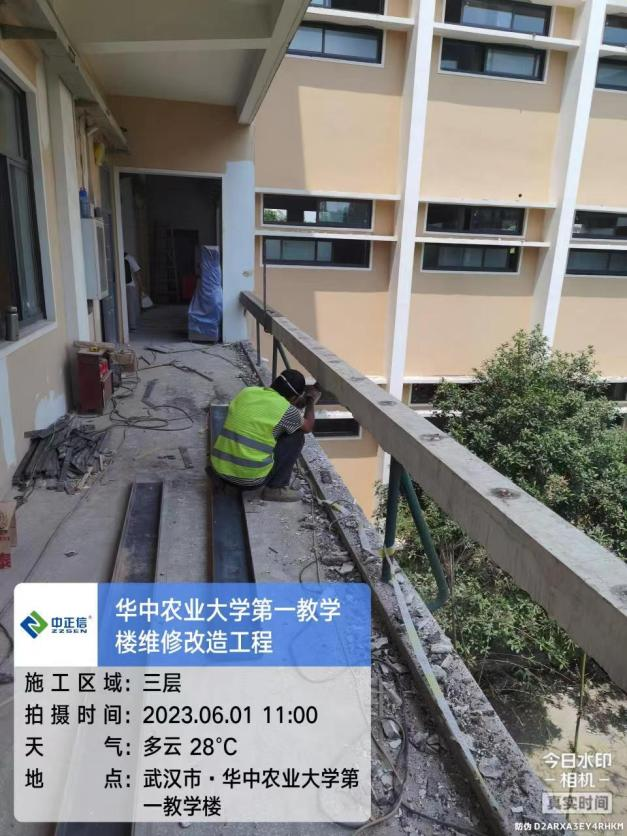 中正信®
ZZSEN
华中农业大学第一教学
楼维修改造工程
施工区域：三层
拍摄时间：2023.06.01 11:00
天气：多云 28℃
地点：武汉市·华中农业大学第
一教学楼
今日水印
相机
真实时间
防伪 D2ARXA3EY4RHKM